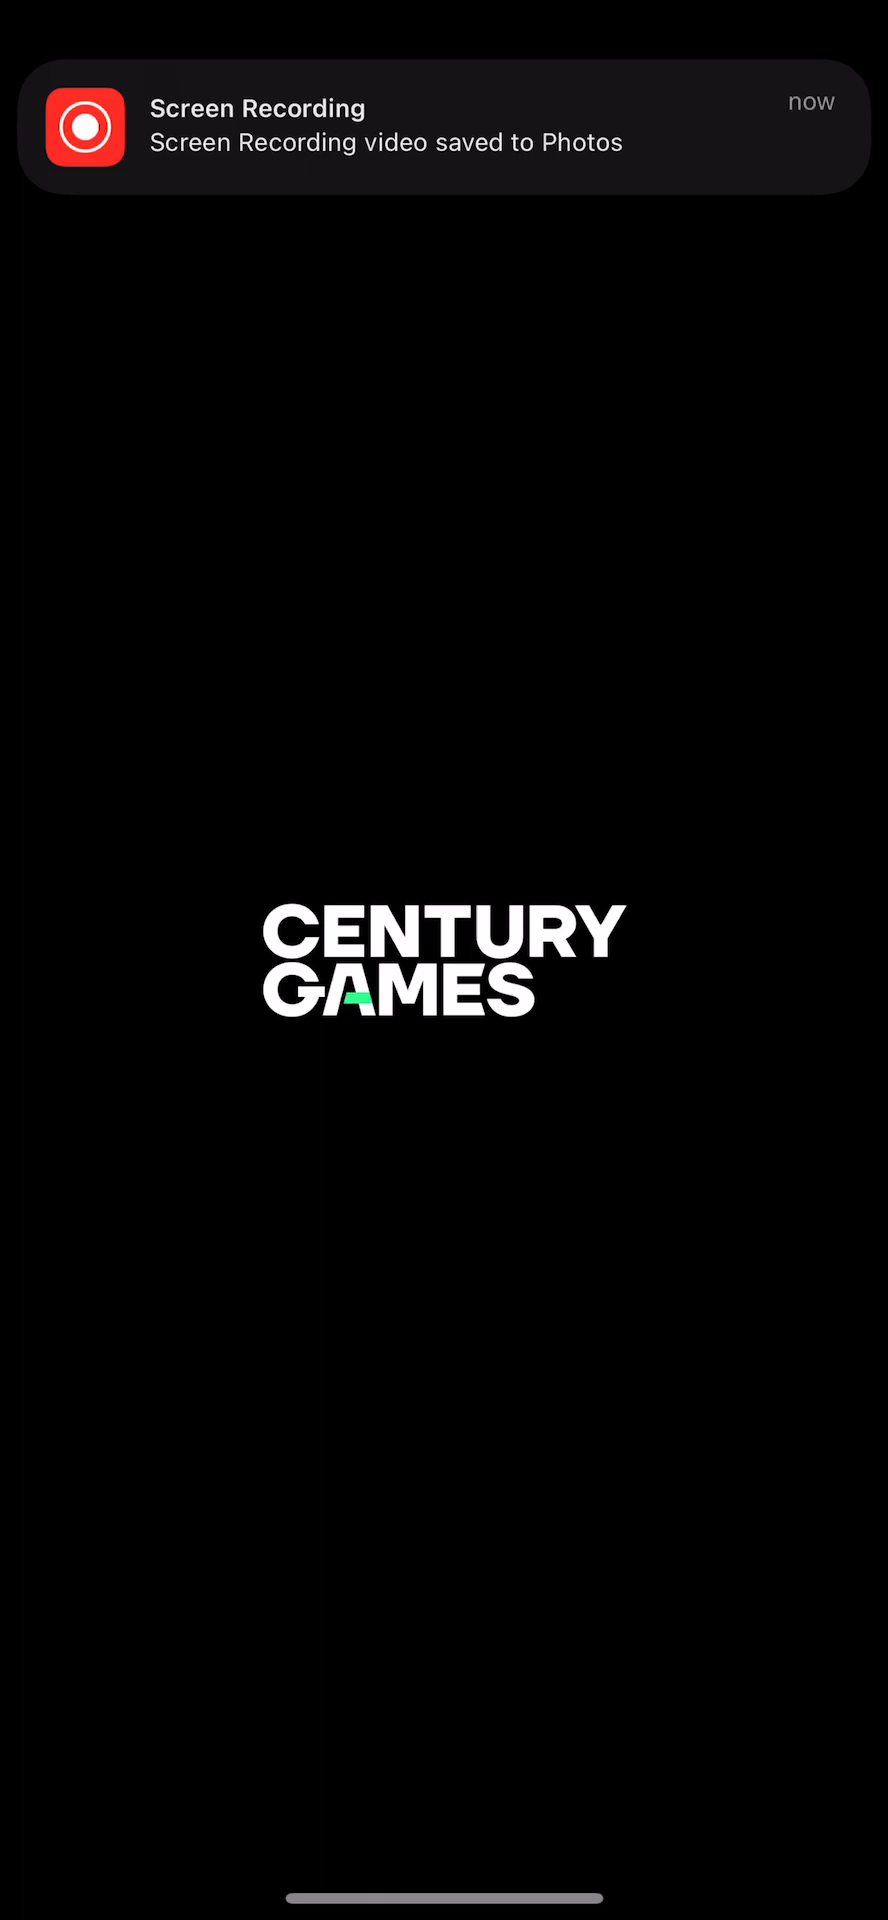 Screen Recording
now
Screen Recording video saved to Photos
CENTURY
GAMES